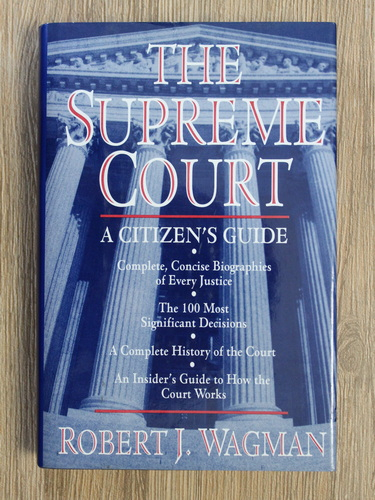 THE
SUPREME
COURT
A CITIZEN'S GUIDE
• Complete, Concise Biographies
of Every Justice
• The 100 Most
Significant Decisions
• A Complete History of the Court
• An Insider's Guide to How the
Court Works
ROBERT J. WAGMAN